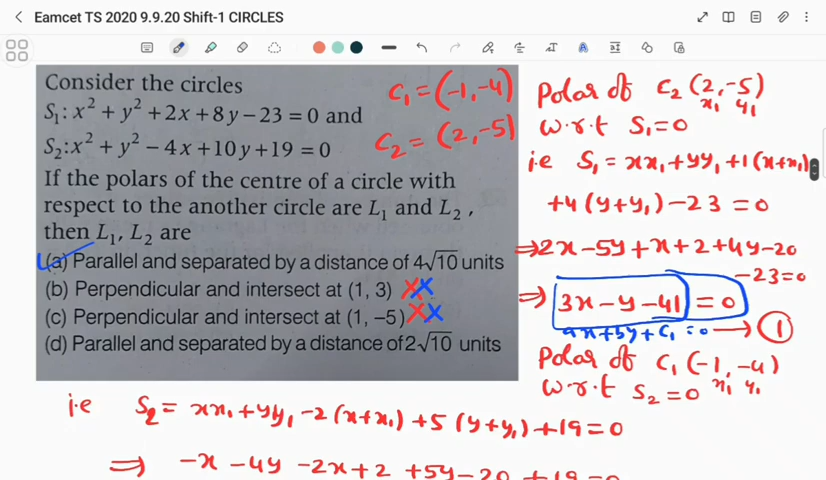 Eamcet TS 2020 9.9.20 Shift-1 CIRCLES
Consider the circles
S₁: x² + y² + 2x + 8y − 23 = 0 and
S₂: x² + y² − 4x + 10y + 19 = 0
If the polars of the centre of a circle with
respect to the another circle are L₁ and L₂,
then L₁, L₂ are
(a) Parallel and separated by a distance of 4√10 units
(b) Perpendicular and intersect at (1, 3) ××
(c) Perpendicular and intersect at (1, −5) ××
(d) Parallel and separated by a distance of 2√10 units
C₁ = (-1, -4)
C₂ = (2, -5)
Polar of C₂ (2, -5)
x₁ y₁
w.r.t S₁ = 0
i.e S₁ = xx₁ + yy₁ + 1(x+x₁)
+4 (y+y₁) − 23 = 0
⇒ 2x − 5y + x + 2 + 4y − 20
−23 = 0
⇒ 3x − y − 41 = 0
ax + by + c₁ = 0 → ①
Polar of C₁ (-1, -4)
w.r.t S₂ = 0 x₁ y₁
i.e S₂ = xx₁ + yy₁ − 2(x+x₁) + 5 (y+y₁) + 19 = 0
⇒ −x − 4y − 2x + 2 + 5y − 20 + 19 = 0